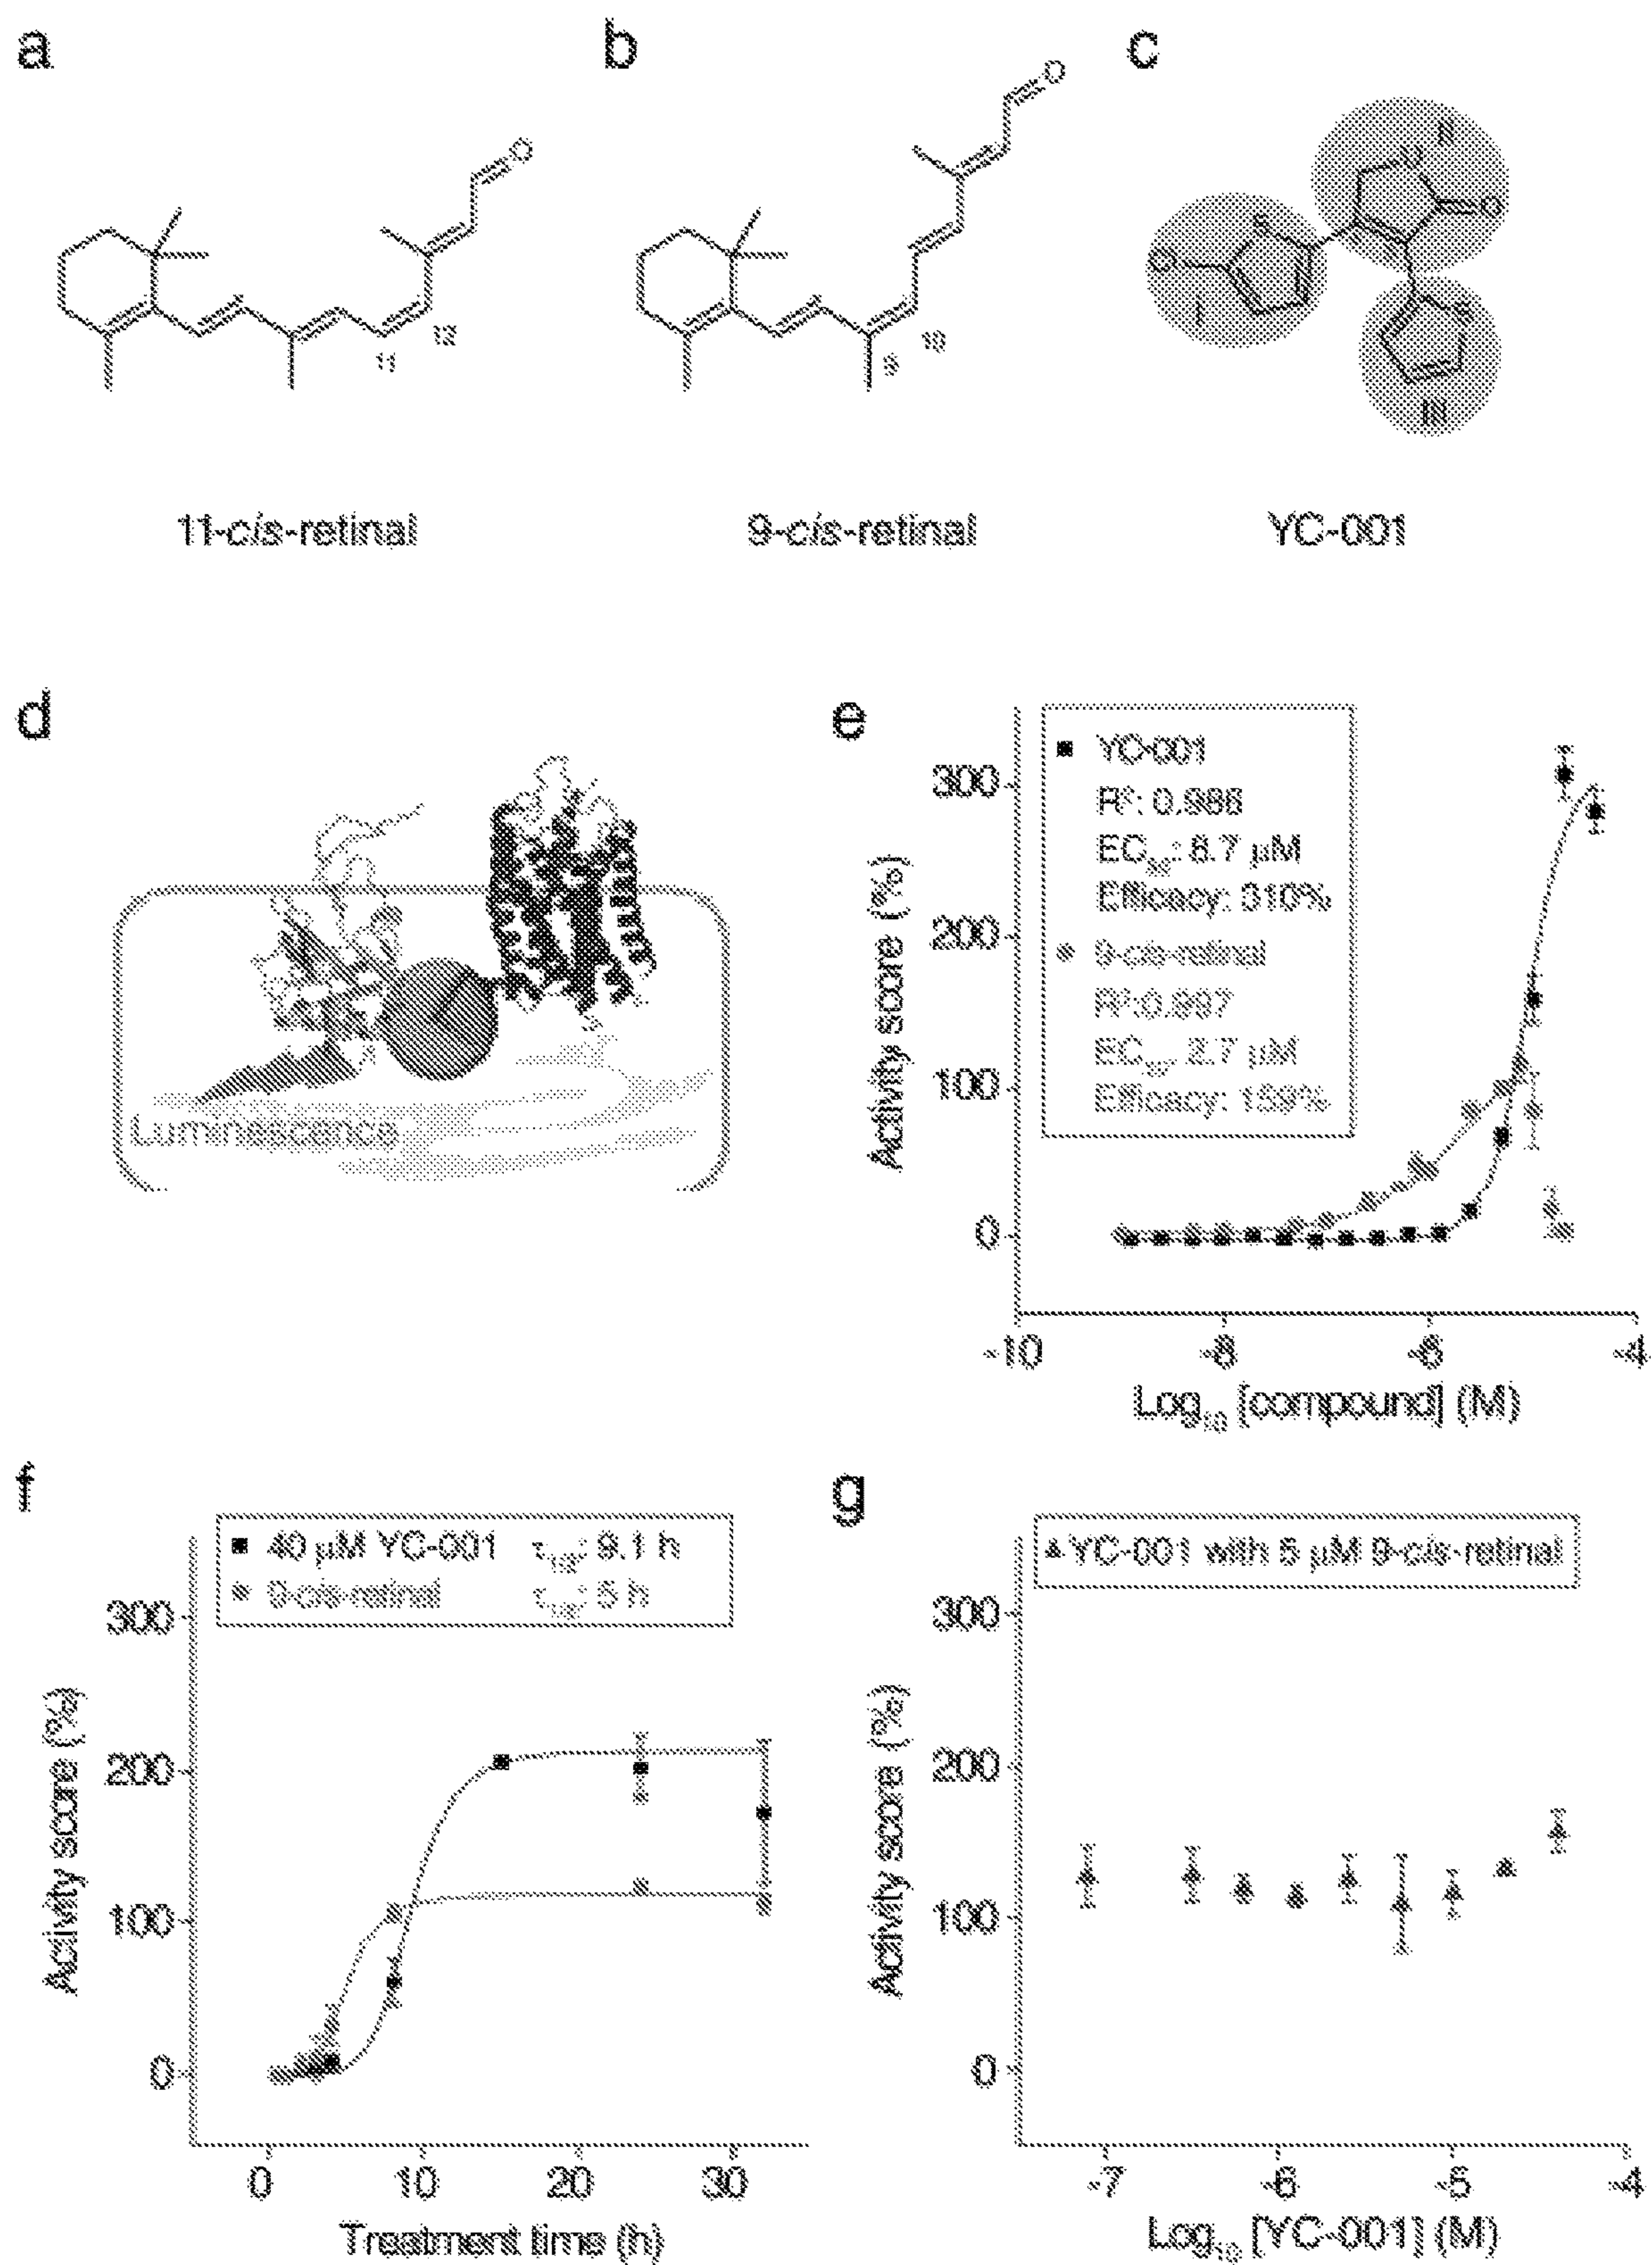 a
b
c
O
11
12
11-cis-retinal
O
9
10
9-cis-retinal
II
O
S
I
III
YC-001
d
Luminescence
e
YC-001
R²: 0.986
EC₅₀: 8.7 μM
Efficacy: 310%
9-cis-retinal
R²:0.997
EC₅₀: 2.7 μM
Efficacy: 159%
Activity score (%)
300
200
100
0
-10
-8
-6
-4
Log₁₀ [compound] (M)
f
40 μM YC-001 τ₁/₂: 9.1 h
9-cis-retinal τ₁/₂: 5 h
Activity score (%)
300
200
100
0
0
10
20
30
Treatment time (h)
g
YC-001 with 5 μM 9-cis-retinal
Activity score (%)
300
200
100
0
-7
-6
-5
-4
Log₁₀ [YC-001] (M)